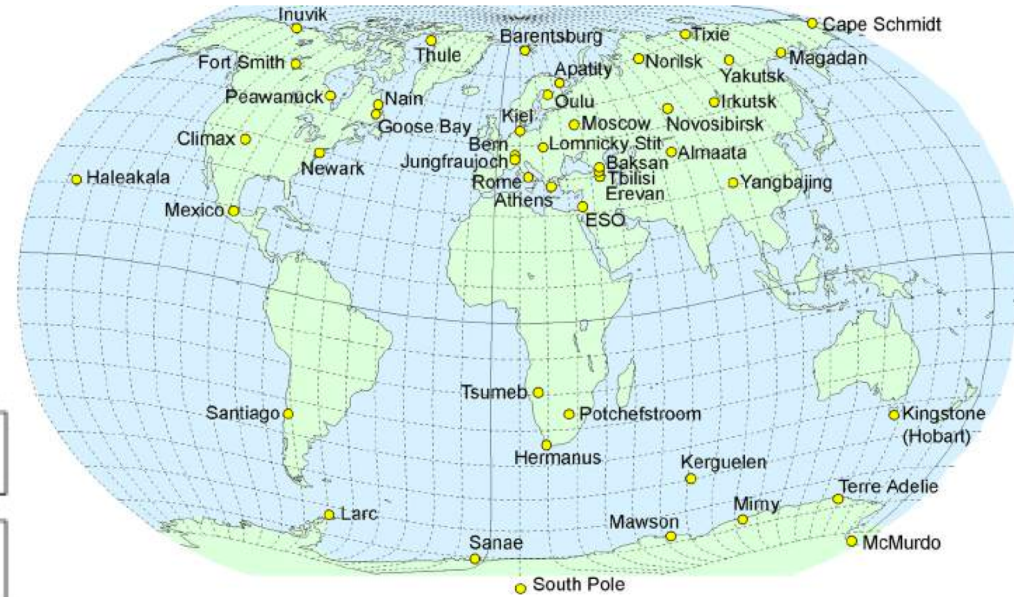 Inuvik
Cape Schmidt
Thule
Barentsburg
Tixie
Fort Smith
Norilsk
Yakutsk
Magadan
Apatity
Peawanuck
Nain
Oulu
Irkutsk
Goose Bay
Kiel
Moscow
Novosibirsk
Climax
Newark
Bern
Lomnicky Stit
Jungfraujoch
Baksan
Almaata
Haleakala
Rome
Tbilisi
Yangbajing
Athens
Erevan
Mexico
ESO
Tsumeb
Santiago
Potchefstroom
Kingstone
(Hobart)
Hermanus
Kerguelen
Terre Adelie
Larc
Mawson
Mirny
Sanae
McMurdo
South Pole